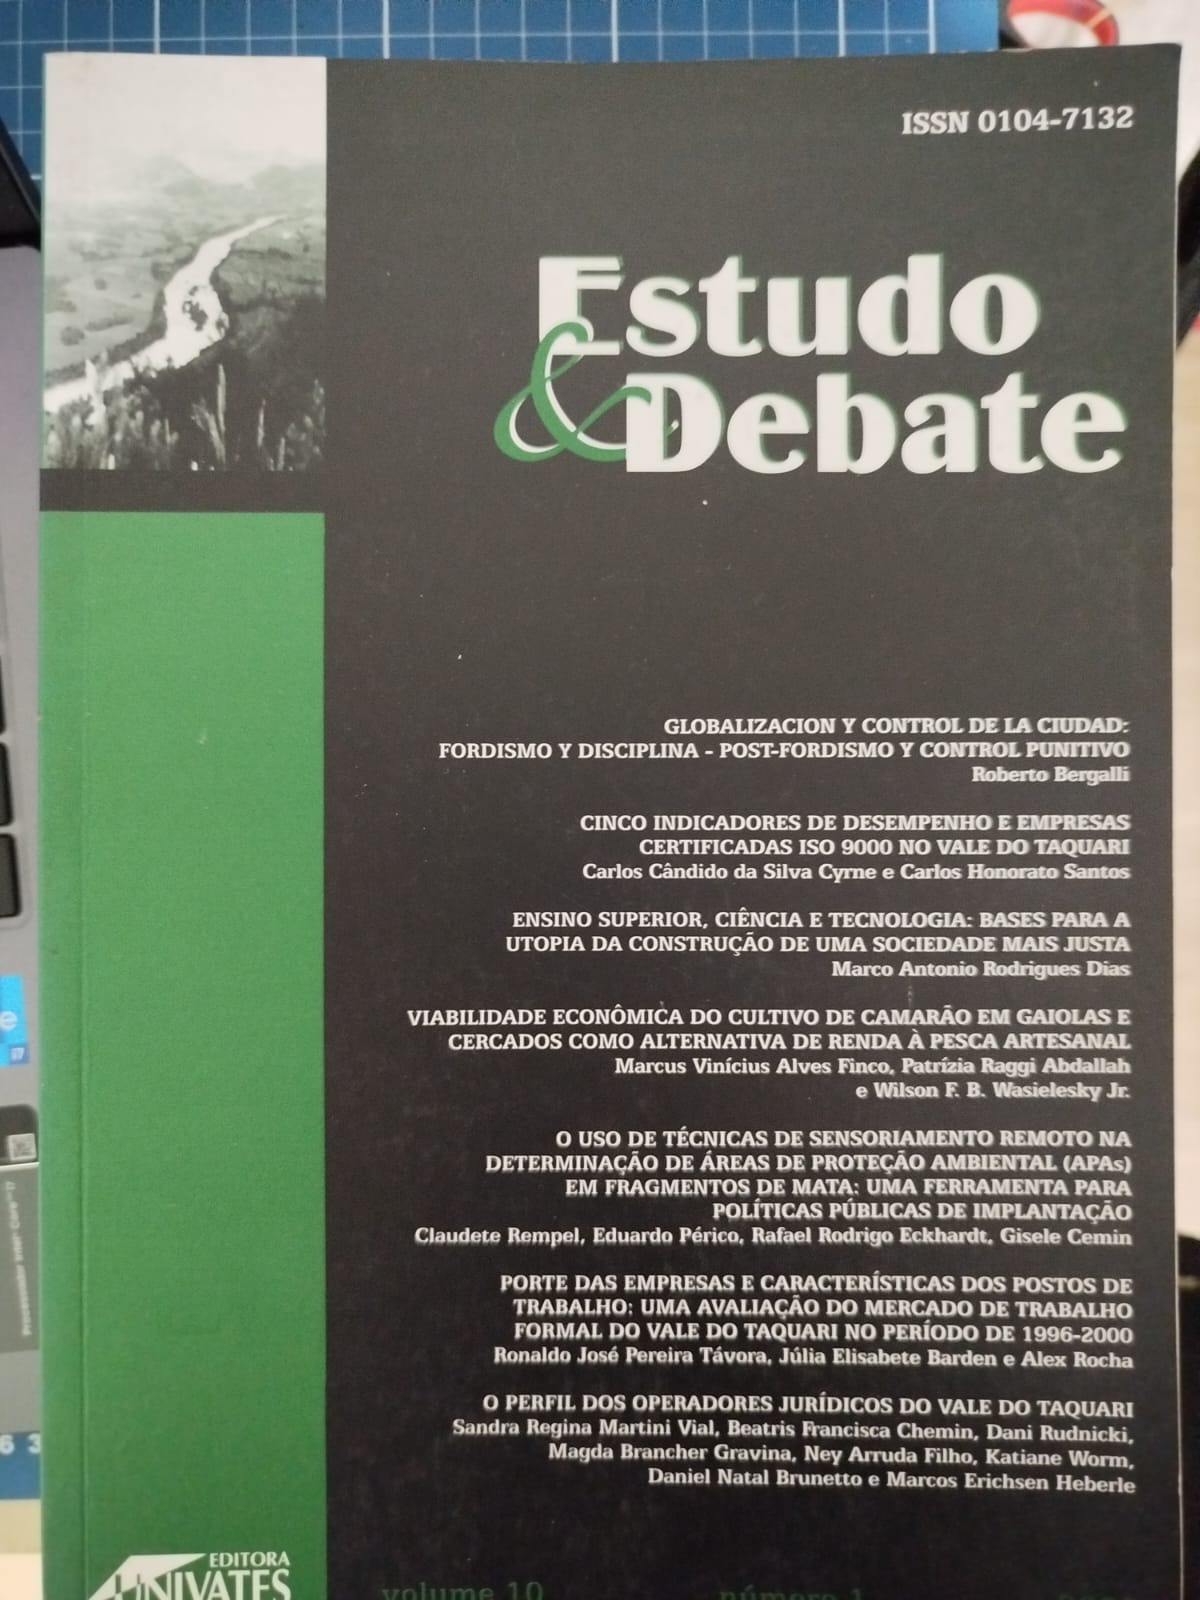 ISSN 0104-7132
Estudo
& Debate
GLOBALIZACION Y CONTROL DE LA CIUDAD:
FORDISMO Y DISCIPLINA - POST-FORDISMO Y CONTROL PUNITIVO
Roberto Bergalli
CINCO INDICADORES DE DESEMPENHO E EMPRESAS
CERTIFICADAS ISO 9000 NO VALE DO TAQUARI
Carlos Cândido da Silva Cyrne e Carlos Honorato Santos
ENSINO SUPERIOR, CIÊNCIA E TECNOLOGIA: BASES PARA A
UTOPIA DA CONSTRUÇÃO DE UMA SOCIEDADE MAIS JUSTA
Marco Antonio Rodrigues Dias
VIABILIDADE ECONÔMICA DO CULTIVO DE CAMARÃO EM GAIOLAS E
CERCADOS COMO ALTERNATIVA DE RENDA À PESCA ARTESANAL
Marcus Vinícius Alves Finco, Patrízia Raggi Abdallah
e Wilson F. B. Wasielesky Jr.
O USO DE TÉCNICAS DE SENSORIAMENTO REMOTO NA
DETERMINAÇÃO DE ÁREAS DE PROTEÇÃO AMBIENTAL (APAs)
EM FRAGMENTOS DE MATA: UMA FERRAMENTA PARA
POLÍTICAS PÚBLICAS DE IMPLANTAÇÃO
Claudete Rempel, Eduardo Périco, Rafael Rodrigo Eckhardt, Gisele Cemin
PORTE DAS EMPRESAS E CARACTERÍSTICAS DOS POSTOS DE
TRABALHO: UMA AVALIAÇÃO DO MERCADO DE TRABALHO
FORMAL DO VALE DO TAQUARI NO PERÍODO DE 1996-2000
Ronaldo José Pereira Távora, Júlia Elisabete Barden e Alex Rocha
O PERFIL DOS OPERADORES JURÍDICOS DO VALE DO TAQUARI
Sandra Regina Martini Vial, Beatris Francisca Chemin, Dani Rudnicki,
Magda Brancher Gravina, Ney Arruda Filho, Katiane Worm,
Daniel Natal Brunetto e Marcos Erichsen Heberle
EDITORA
UNIVATES
volume 10
número 1